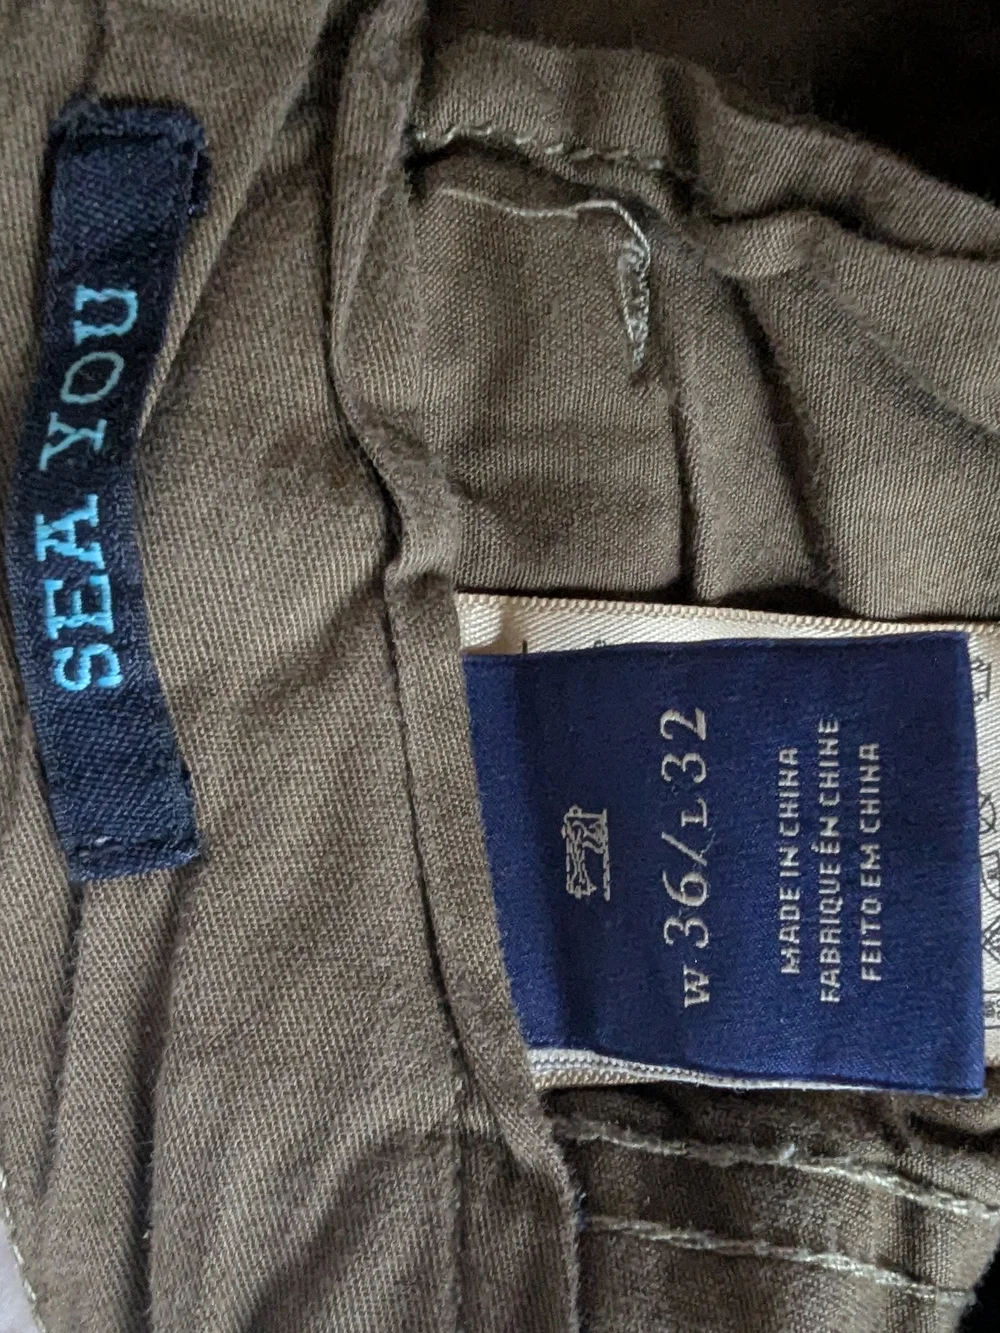 SEA YOU
W 36/L 32
MADE IN CHINA
FABRIQUÉ EN CHINE
FEITO EM CHINA